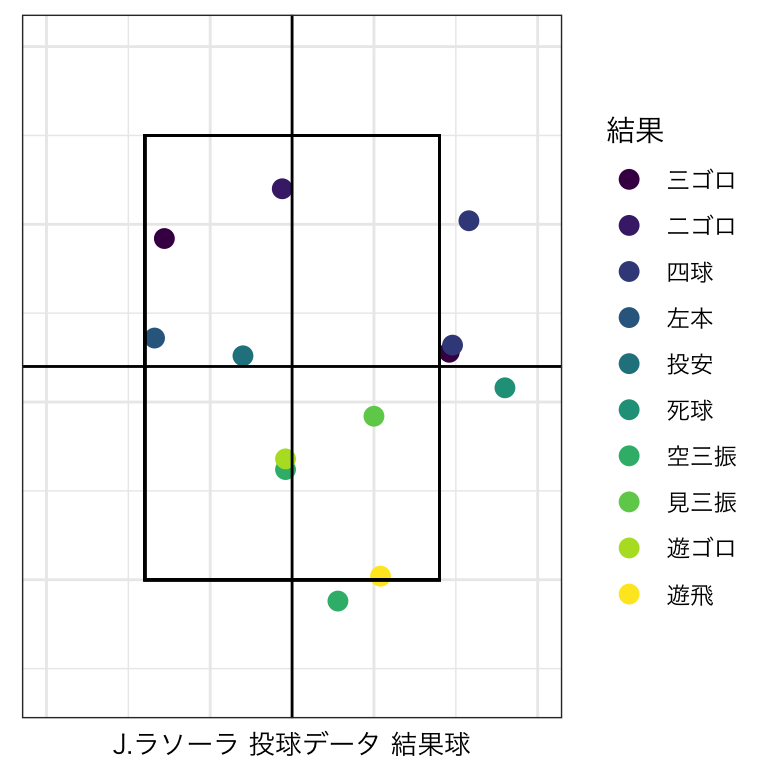 結果
三ゴロ
二ゴロ
四球
左本
投安
死球
空三振
見三振
遊ゴロ
遊飛
J.ラソーラ 投球データ 結果球